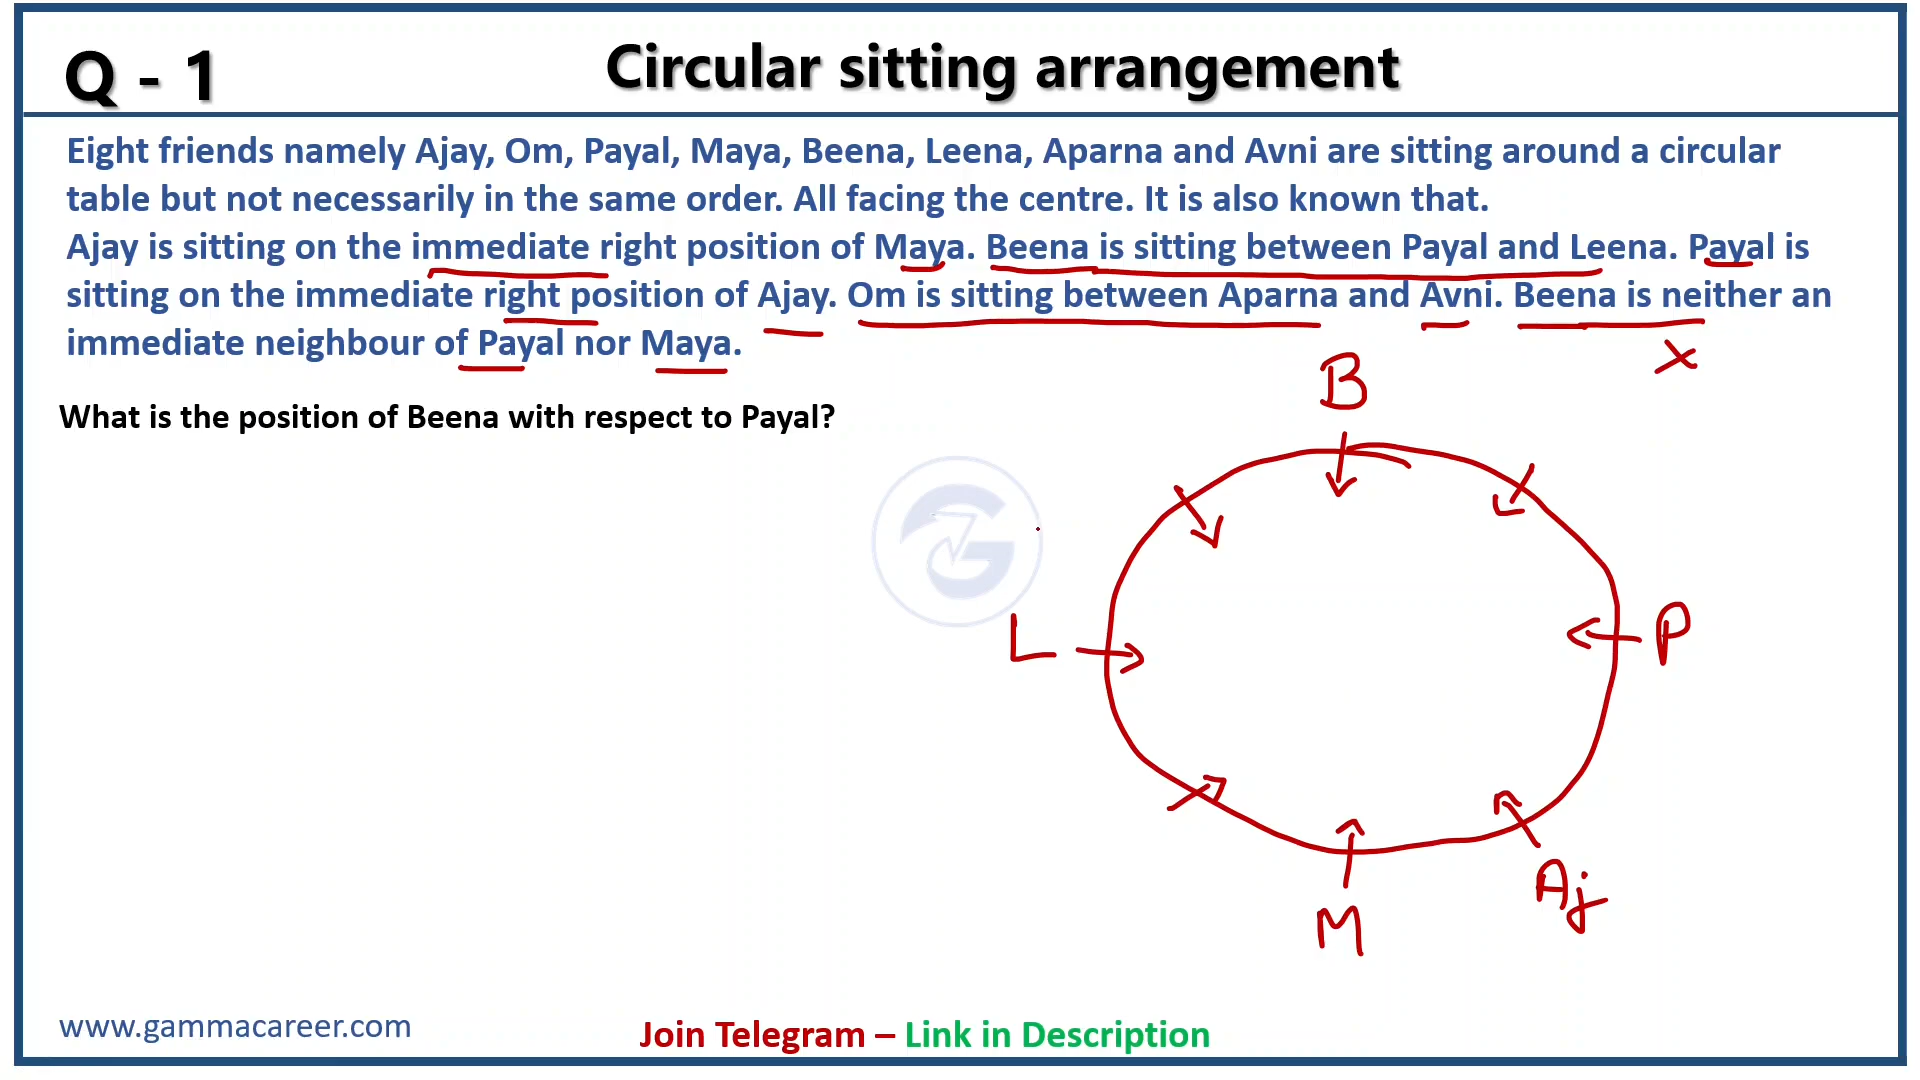 Q - 1
Circular sitting arrangement
Eight friends namely Ajay, Om, Payal, Maya, Beena, Leena, Aparna and Avni are sitting around a circular
table but not necessarily in the same order. All facing the centre. It is also known that.
Ajay is sitting on the immediate right position of Maya. Beena is sitting between Payal and Leena. Payal is
sitting on the immediate right position of Ajay. Om is sitting between Aparna and Avni. Beena is neither an
immediate neighbour of Payal nor Maya.
What is the position of Beena with respect to Payal?
x
B
L
P
Aj
M
www.gammacareer.com
Join Telegram – Link in Description